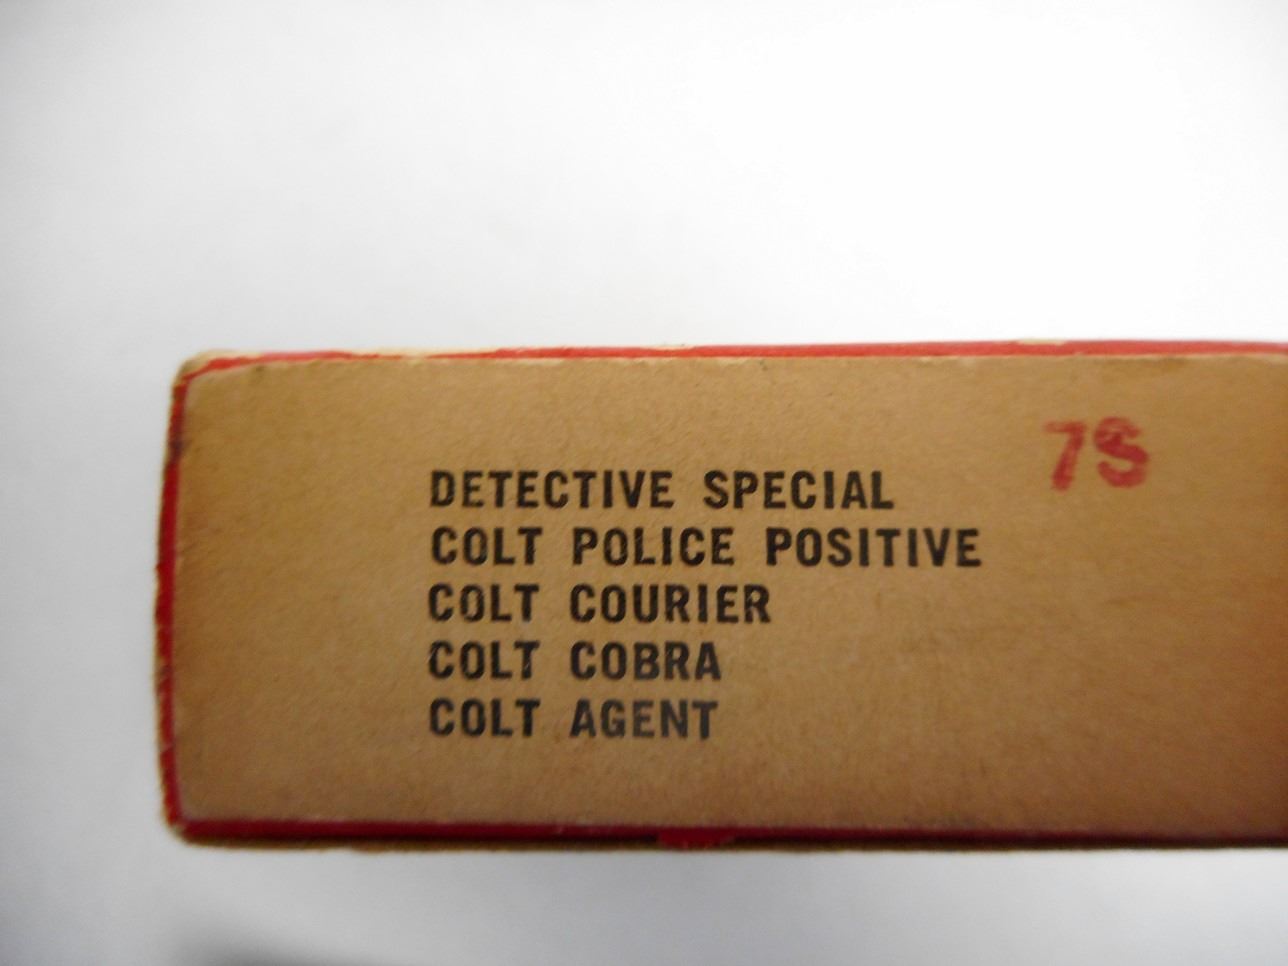 7S
DETECTIVE SPECIAL
COLT POLICE POSITIVE
COLT COURIER
COLT COBRA
COLT AGENT